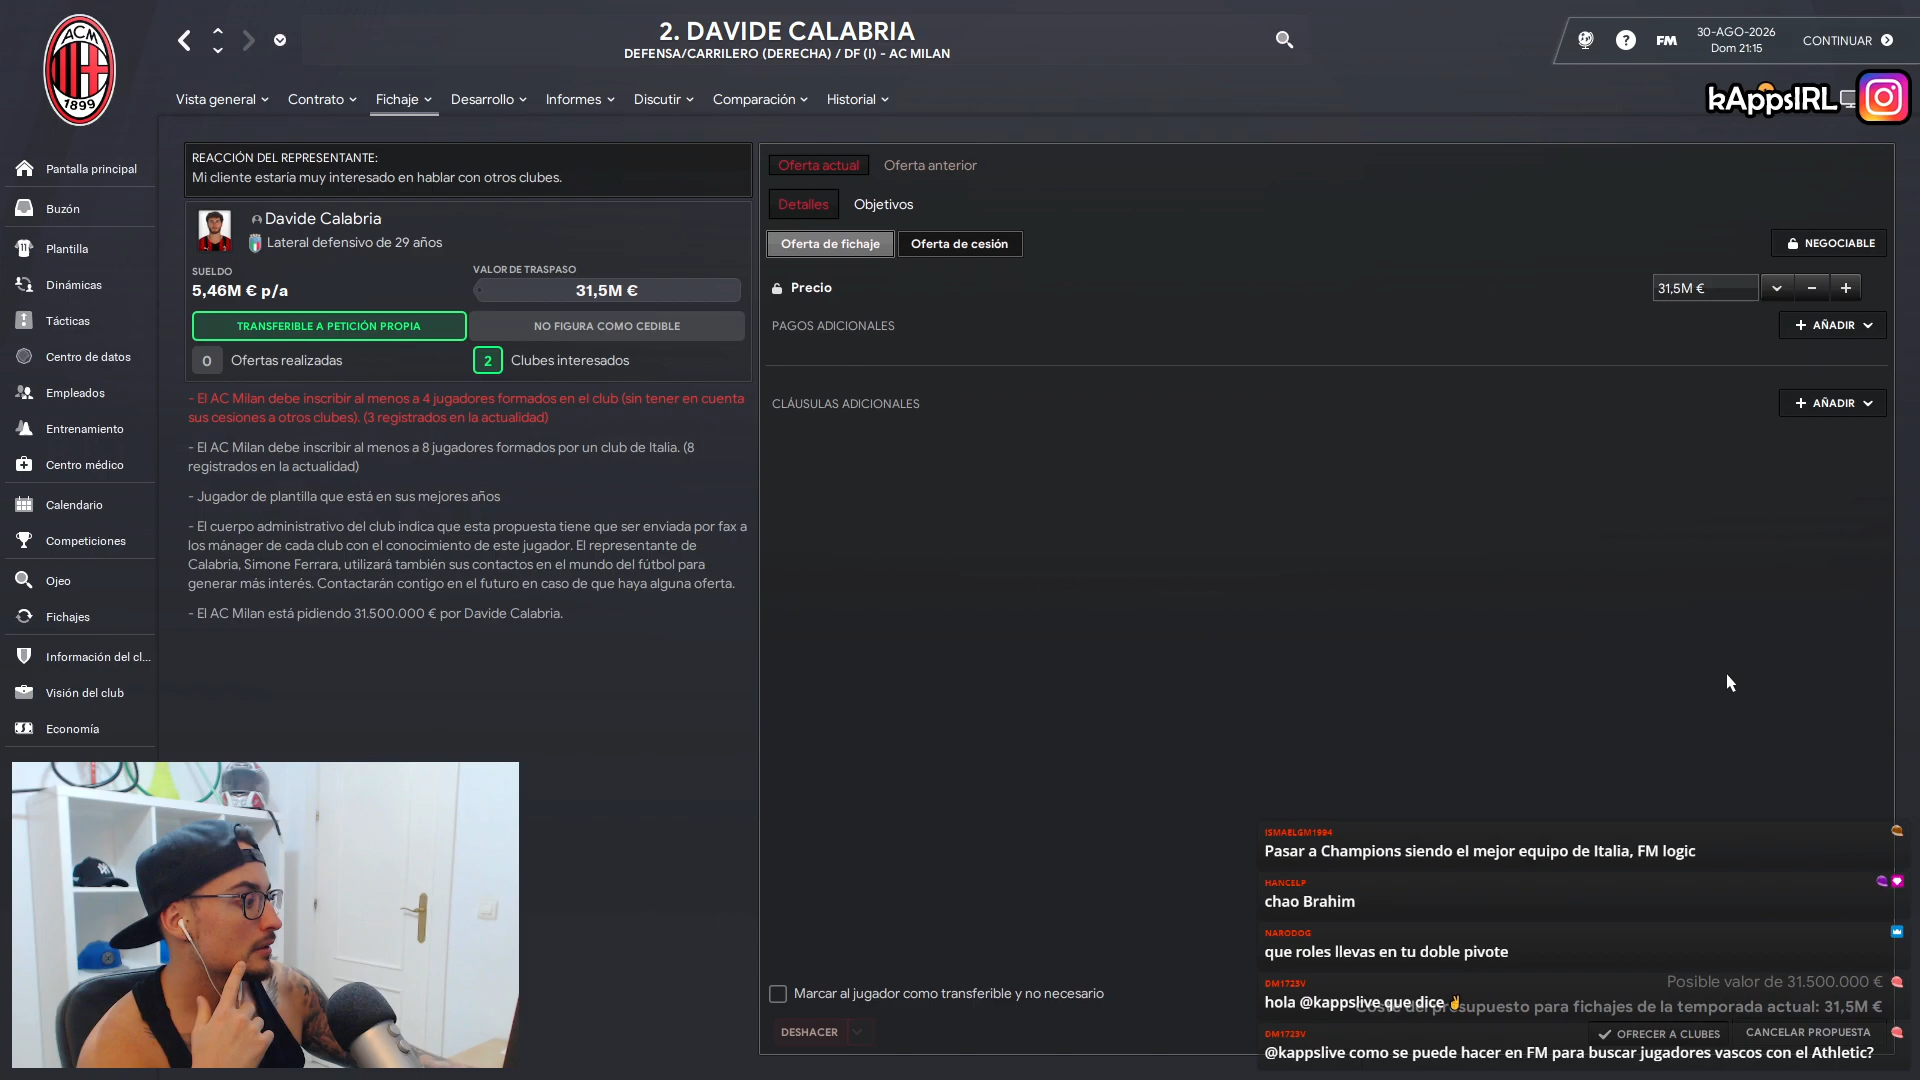 ACM
1899
2. DAVIDE CALABRIA
DEFENSA/CARRILERO (DERECHA) / DF (I) - AC MILAN
FM
30-AGO-2026
Dom 21:15
CONTINUAR
Vista general
Contrato
Fichaje
Desarrollo
Informes
Discutir
Comparación
Historial
kAppsIRL
Pantalla principal
Buzón
Plantilla
Dinámicas
Tácticas
Centro de datos
Empleados
Entrenamiento
Centro médico
Calendario
Competiciones
Ojeo
Fichajes
Información del cl...
Visión del club
Economía
REACCIÓN DEL REPRESENTANTE:
Mi cliente estaría muy interesado en hablar con otros clubes.
Davide Calabria
Lateral defensivo de 29 años
SUELDO
5,46M € p/a
VALOR DE TRASPASO
31,5M €
TRANSFERIBLE A PETICIÓN PROPIA
NO FIGURA COMO CEDIBLE
0 Ofertas realizadas
2 Clubes interesados
- El AC Milan debe inscribir al menos a 4 jugadores formados en el club (sin tener en cuenta
sus cesiones a otros clubes). (3 registrados en la actualidad)
- El AC Milan debe inscribir al menos a 8 jugadores formados por un club de Italia. (8
registrados en la actualidad)
- Jugador de plantilla que está en sus mejores años
- El cuerpo administrativo del club indica que esta propuesta tiene que ser enviada por fax a
los mánager de cada club con el conocimiento de este jugador. El representante de
Calabria, Simone Ferrara, utilizará también sus contactos en el mundo del fútbol para
generar más interés. Contactarán contigo en el futuro en caso de que haya alguna oferta.
- El AC Milan está pidiendo 31.500.000 € por Davide Calabria.
Oferta actual
Oferta anterior
Detalles
Objetivos
Oferta de fichaje
Oferta de cesión
NEGOCIABLE
Precio
31,5M €
PAGOS ADICIONALES
AÑADIR
CLÁUSULAS ADICIONALES
AÑADIR
Marcar al jugador como transferible y no necesario
DESHACER
ISMAELGM1994
Pasar a Champions siendo el mejor equipo de Italia, FM logic
HANCELP
chao Brahim
NARODOG
que roles llevas en tu doble pivote
Posible valor de 31.500.000 €
DM1723V
hola @kappslive que dice
para fichajes de la temporada actual: 31,5M €
OFRECER A CLUBES
CANCELAR PROPUESTA
DM1723V
@kappslive como se puede hacer en FM para buscar jugadores vascos con el Athletic?